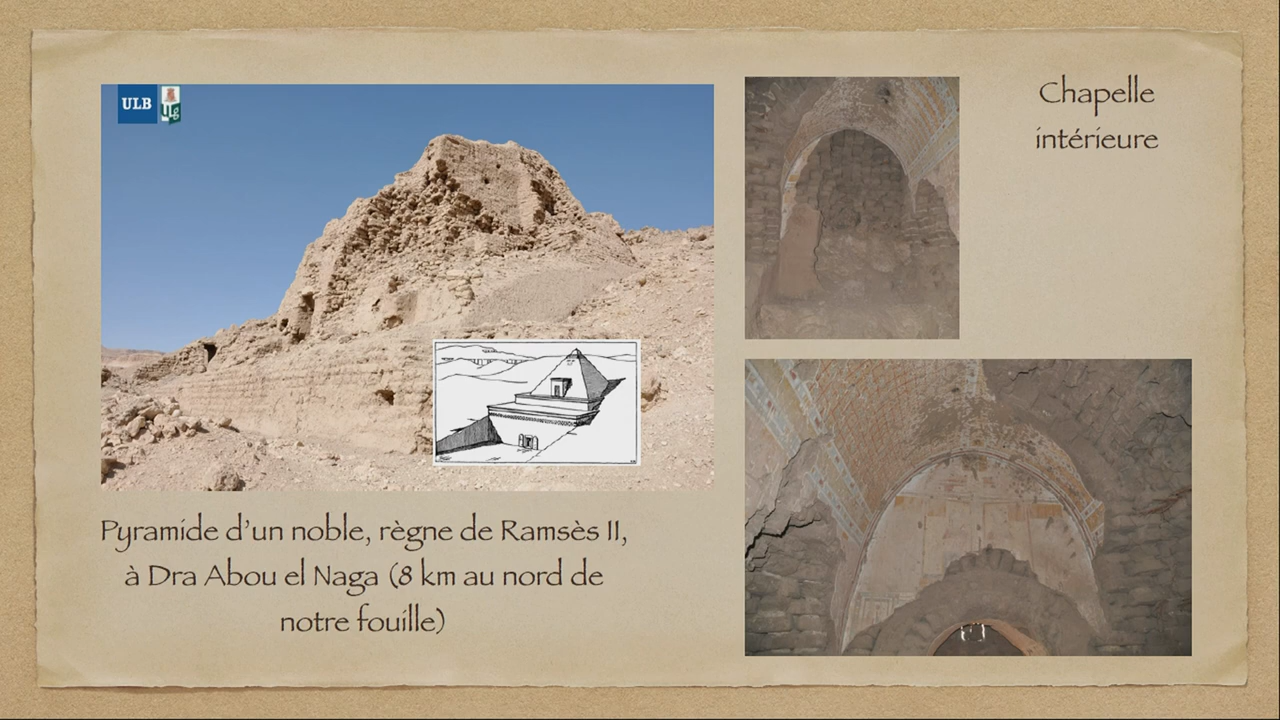 ULB
ULg
Chapelle
intérieure
Pyramide d'un noble, règne de Ramsès II,
à Dra Abou el Naga (8 km au nord de
notre fouille)